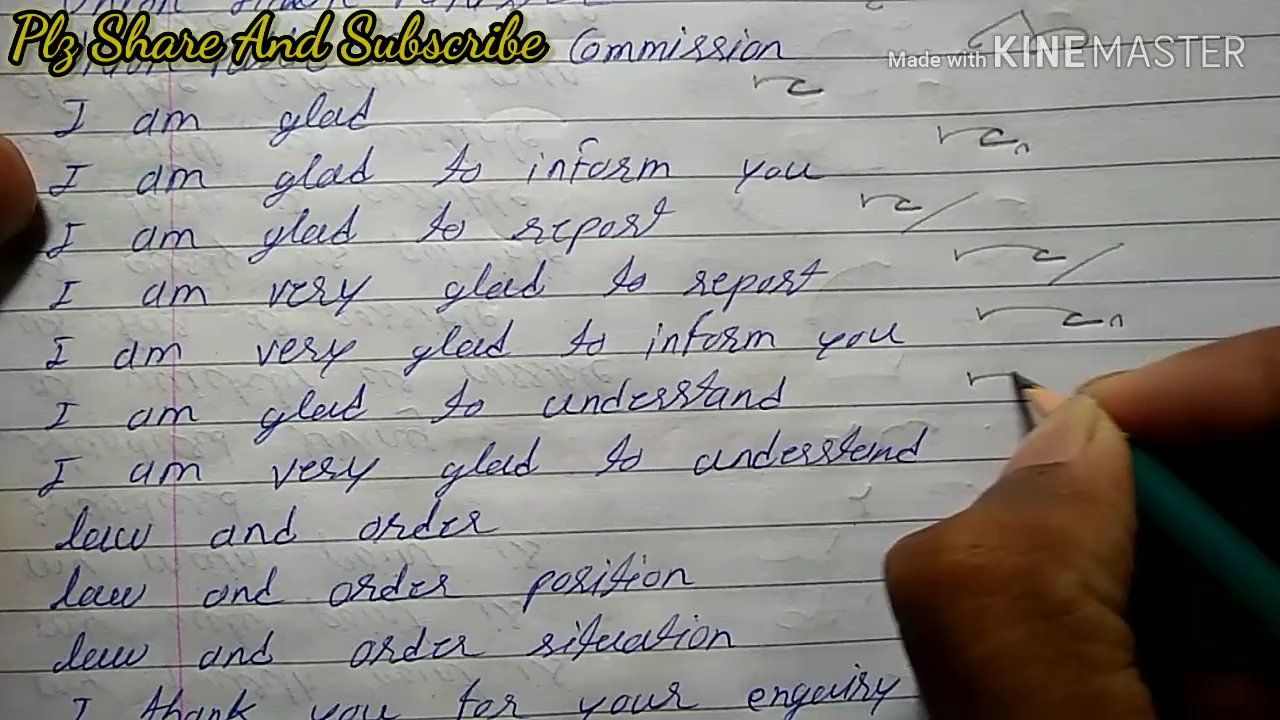 Plz Share And Subscribe
Commission
Made with KINEMASTER
I am glad
I am glad to inform you
I am glad to report
I am very glad to report
I am very glad to inform you
I am glad to understand
I am very glad to understand
law and order
law and order position
law and order situation
I thank you for your enquiry